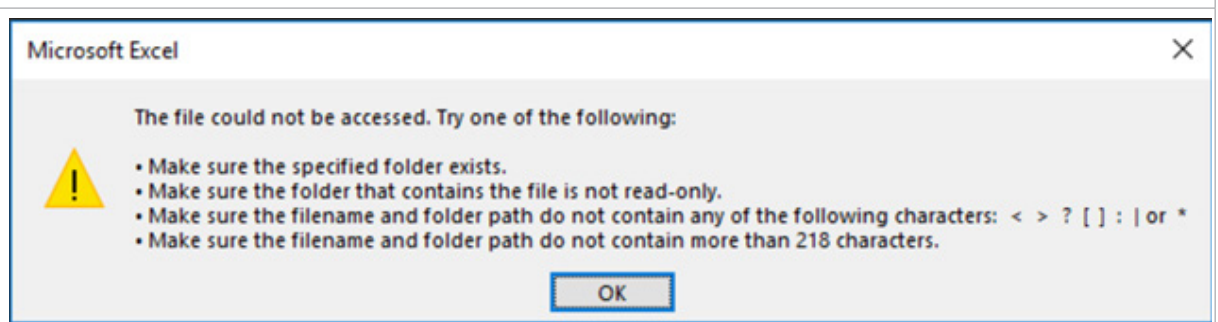 Microsoft Excel
The file could not be accessed. Try one of the following:
• Make sure the specified folder exists.
• Make sure the folder that contains the file is not read-only.
• Make sure the filename and folder path do not contain any of the following characters: < > ? [ ] : | or *
• Make sure the filename and folder path do not contain more than 218 characters.
OK